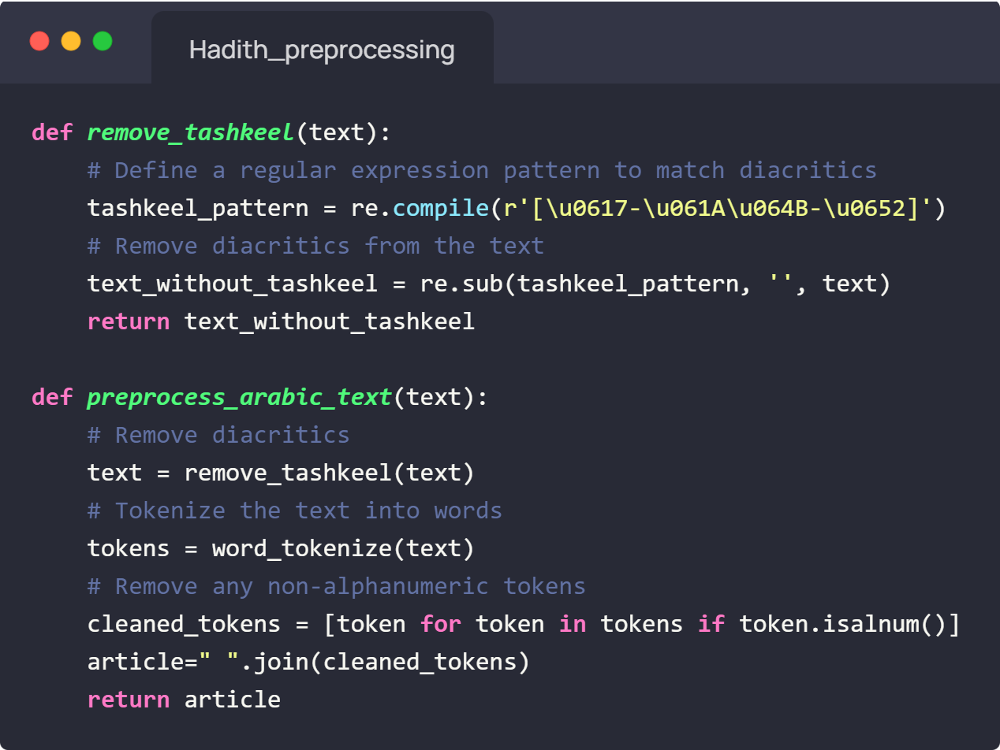 Hadith_preprocessing
def remove_tashkeel(text):
    # Define a regular expression pattern to match diacritics
    tashkeel_pattern = re.compile(r'[\u0617-\u061A\u064B-\u0652]')
    # Remove diacritics from the text
    text_without_tashkeel = re.sub(tashkeel_pattern, '', text)
    return text_without_tashkeel

def preprocess_arabic_text(text):
    # Remove diacritics
    text = remove_tashkeel(text)
    # Tokenize the text into words
    tokens = word_tokenize(text)
    # Remove any non-alphanumeric tokens
    cleaned_tokens = [token for token in tokens if token.isalnum()]
    article=" ".join(cleaned_tokens)
    return article